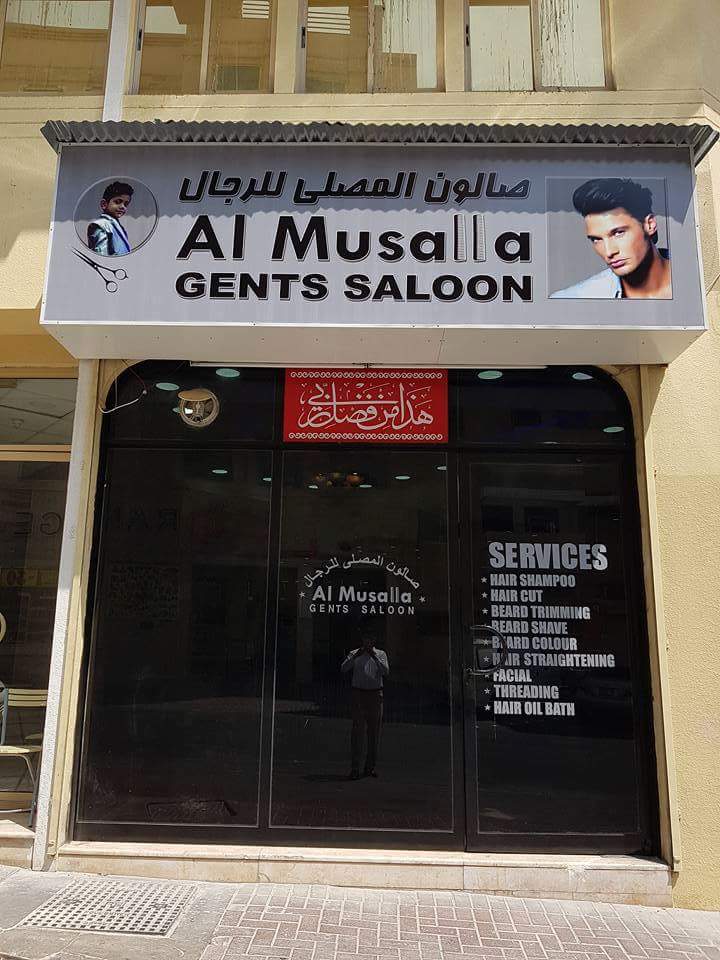 صالون المصلى للرجال
Al Musalla
GENTS SALOON
هذا من فضل ربي
صالون المصلى للرجال
★ Al Musalla ★
GENTS SALOON
SERVICES
★ HAIR SHAMPOO
★ HAIR CUT
★ BEARD TRIMMING
★ BEARD SHAVE
★ BEARD COLOUR
★ HAIR STRAIGHTENING
★ FACIAL
★ THREADING
★ HAIR OIL BATH